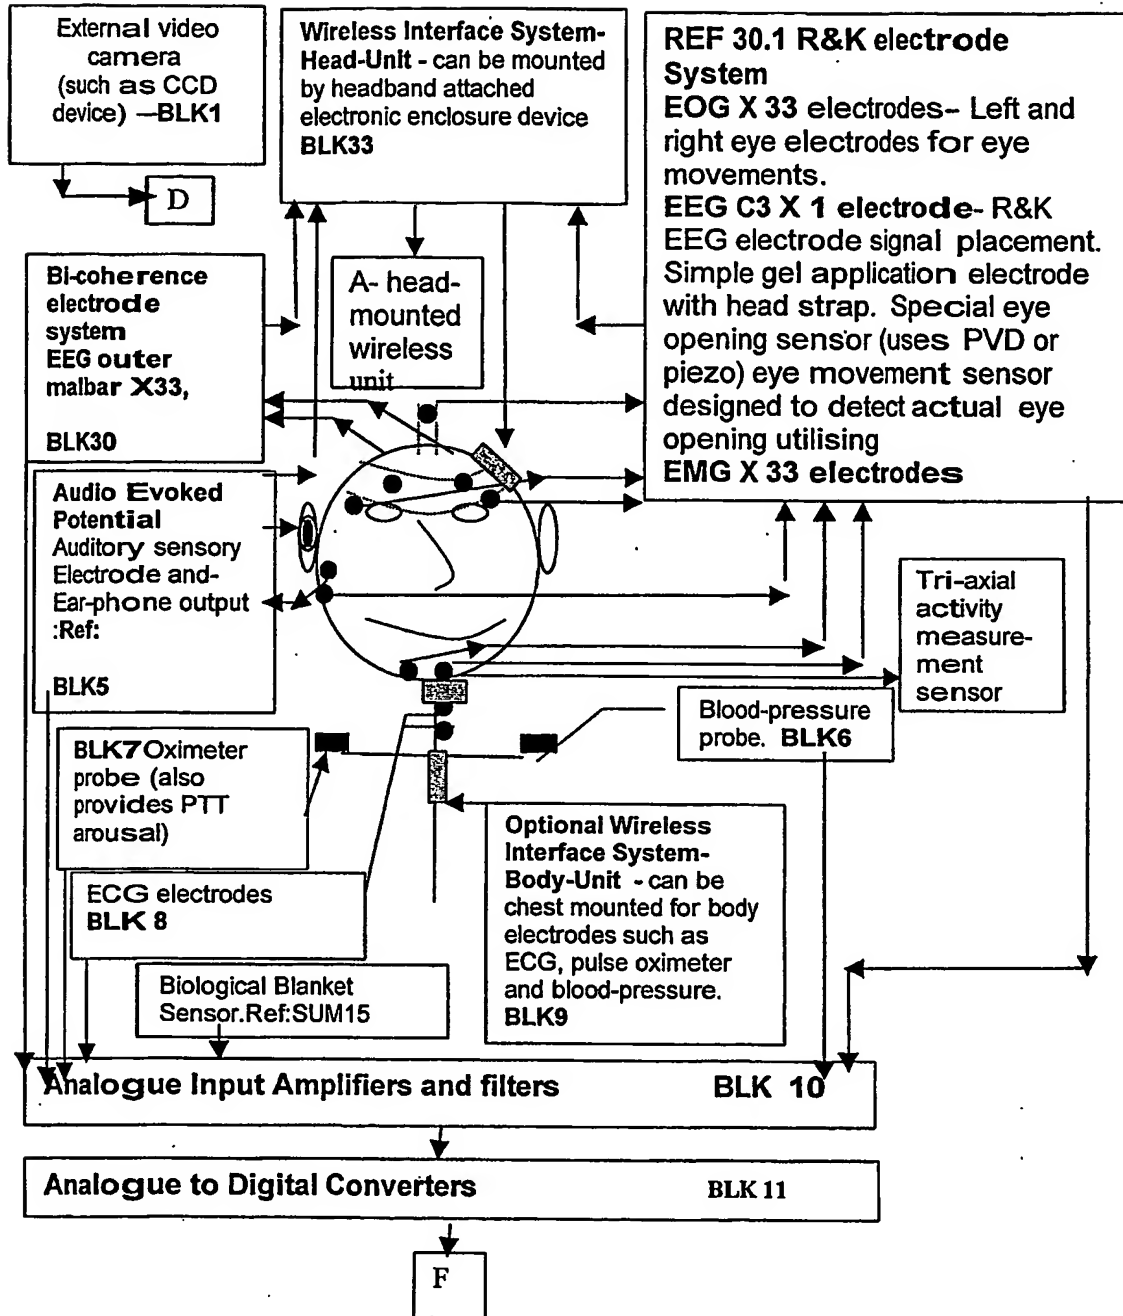 External video
camera
(such as CCD
device) —BLK1
D
Wireless Interface System-
Head-Unit - can be mounted
by headband attached
electronic enclosure device
BLK33
REF 30.1 R&K electrode
System
EOG X 33 electrodes– Left and
right eye electrodes for eye
movements.
EEG C3 X 1 electrode- R&K
EEG electrode signal placement.
Simple gel application electrode
with head strap. Special eye
opening sensor (uses PVD or
piezo) eye movement sensor
designed to detect actual eye
opening utilising
EMG X 33 electrodes
Bi-coherence
electrode
system
EEG outer
malbar X33,
BLK30
A- head-
mounted
wireless
unit
Audio Evoked
Potential
Auditory sensory
Electrode and-
Ear-phone output
:Ref:
BLK5
Tri-axial
activity
measure-
ment
sensor
Blood-pressure
probe. BLK6
BLK7 Oximeter
probe (also
provides PTT
arousal)
Optional Wireless
Interface System-
Body-Unit - can be
chest mounted for body
electrodes such as
ECG, pulse oximeter
and blood-pressure.
BLK9
ECG electrodes
BLK 8
Biological Blanket
Sensor.Ref:SUM15
Analogue Input Amplifiers and filters BLK 10
Analogue to Digital Converters BLK 11
F